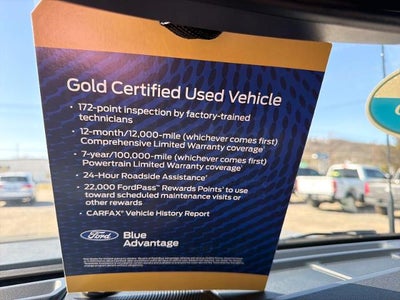 Gold Certified Used Vehicle
• 172-point inspection by factory-trained
technicians
• 12-month/12,000-mile (whichever comes first)
Comprehensive Limited Warranty coverage*
• 7-year/100,000-mile (whichever comes first)
Powertrain Limited Warranty coverage*
• 24-Hour Roadside Assistance*
• 22,000 FordPass™ Rewards Points* to use
toward scheduled maintenance visits or
other rewards
• CARFAX® Vehicle History Report
Ford
Blue
Advantage